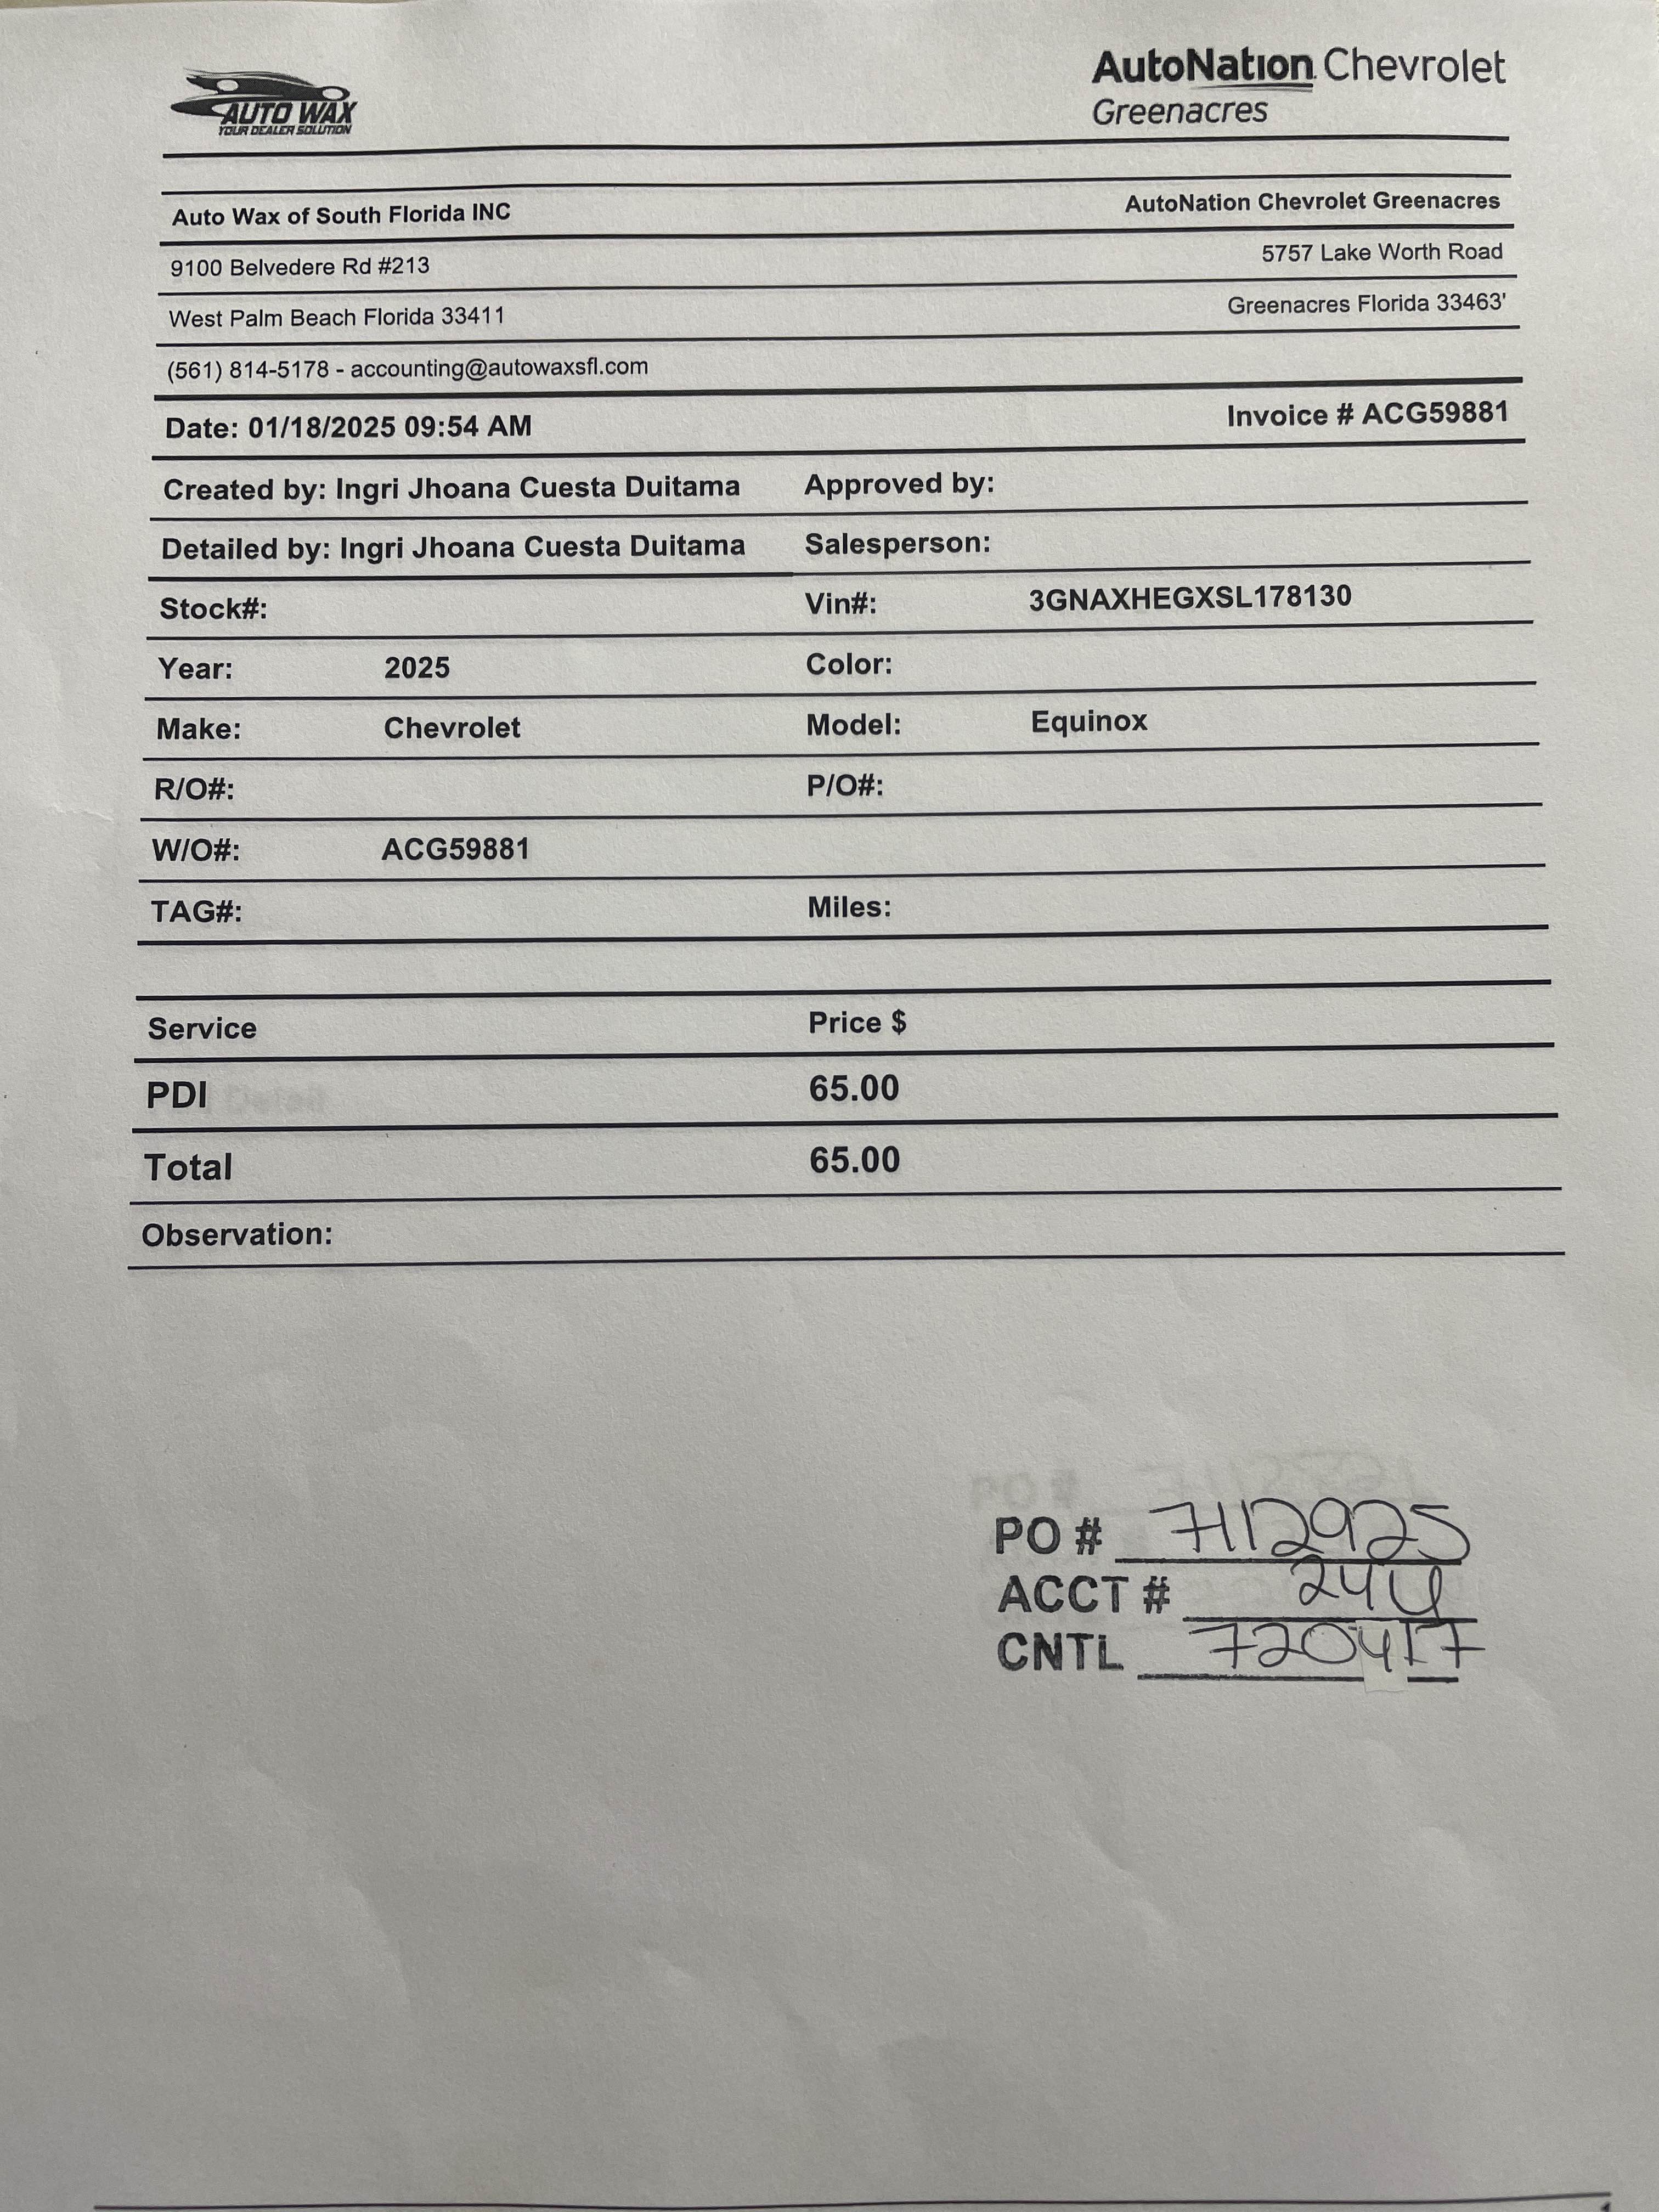 AUTO WAX
YOUR DEALER SOLUTION
AutoNation Chevrolet
Greenacres
Auto Wax of South Florida INC AutoNation Chevrolet Greenacres
9100 Belvedere Rd #213 5757 Lake Worth Road
West Palm Beach Florida 33411 Greenacres Florida 33463'
(561) 814-5178 - accounting@autowaxsfl.com
Date: 01/18/2025 09:54 AM Invoice # ACG59881
Created by: Ingri Jhoana Cuesta Duitama Approved by:
Detailed by: Ingri Jhoana Cuesta Duitama Salesperson:
Stock#: Vin#: 3GNAXHEGXSL178130
Year: 2025 Color:
Make: Chevrolet Model: Equinox
R/O#: P/O#:
W/O#: ACG59881
TAG#: Miles:
Service Price $
PDI 65.00
Total 65.00
Observation:
PO # 7112925
ACCT #
CNTL 720417